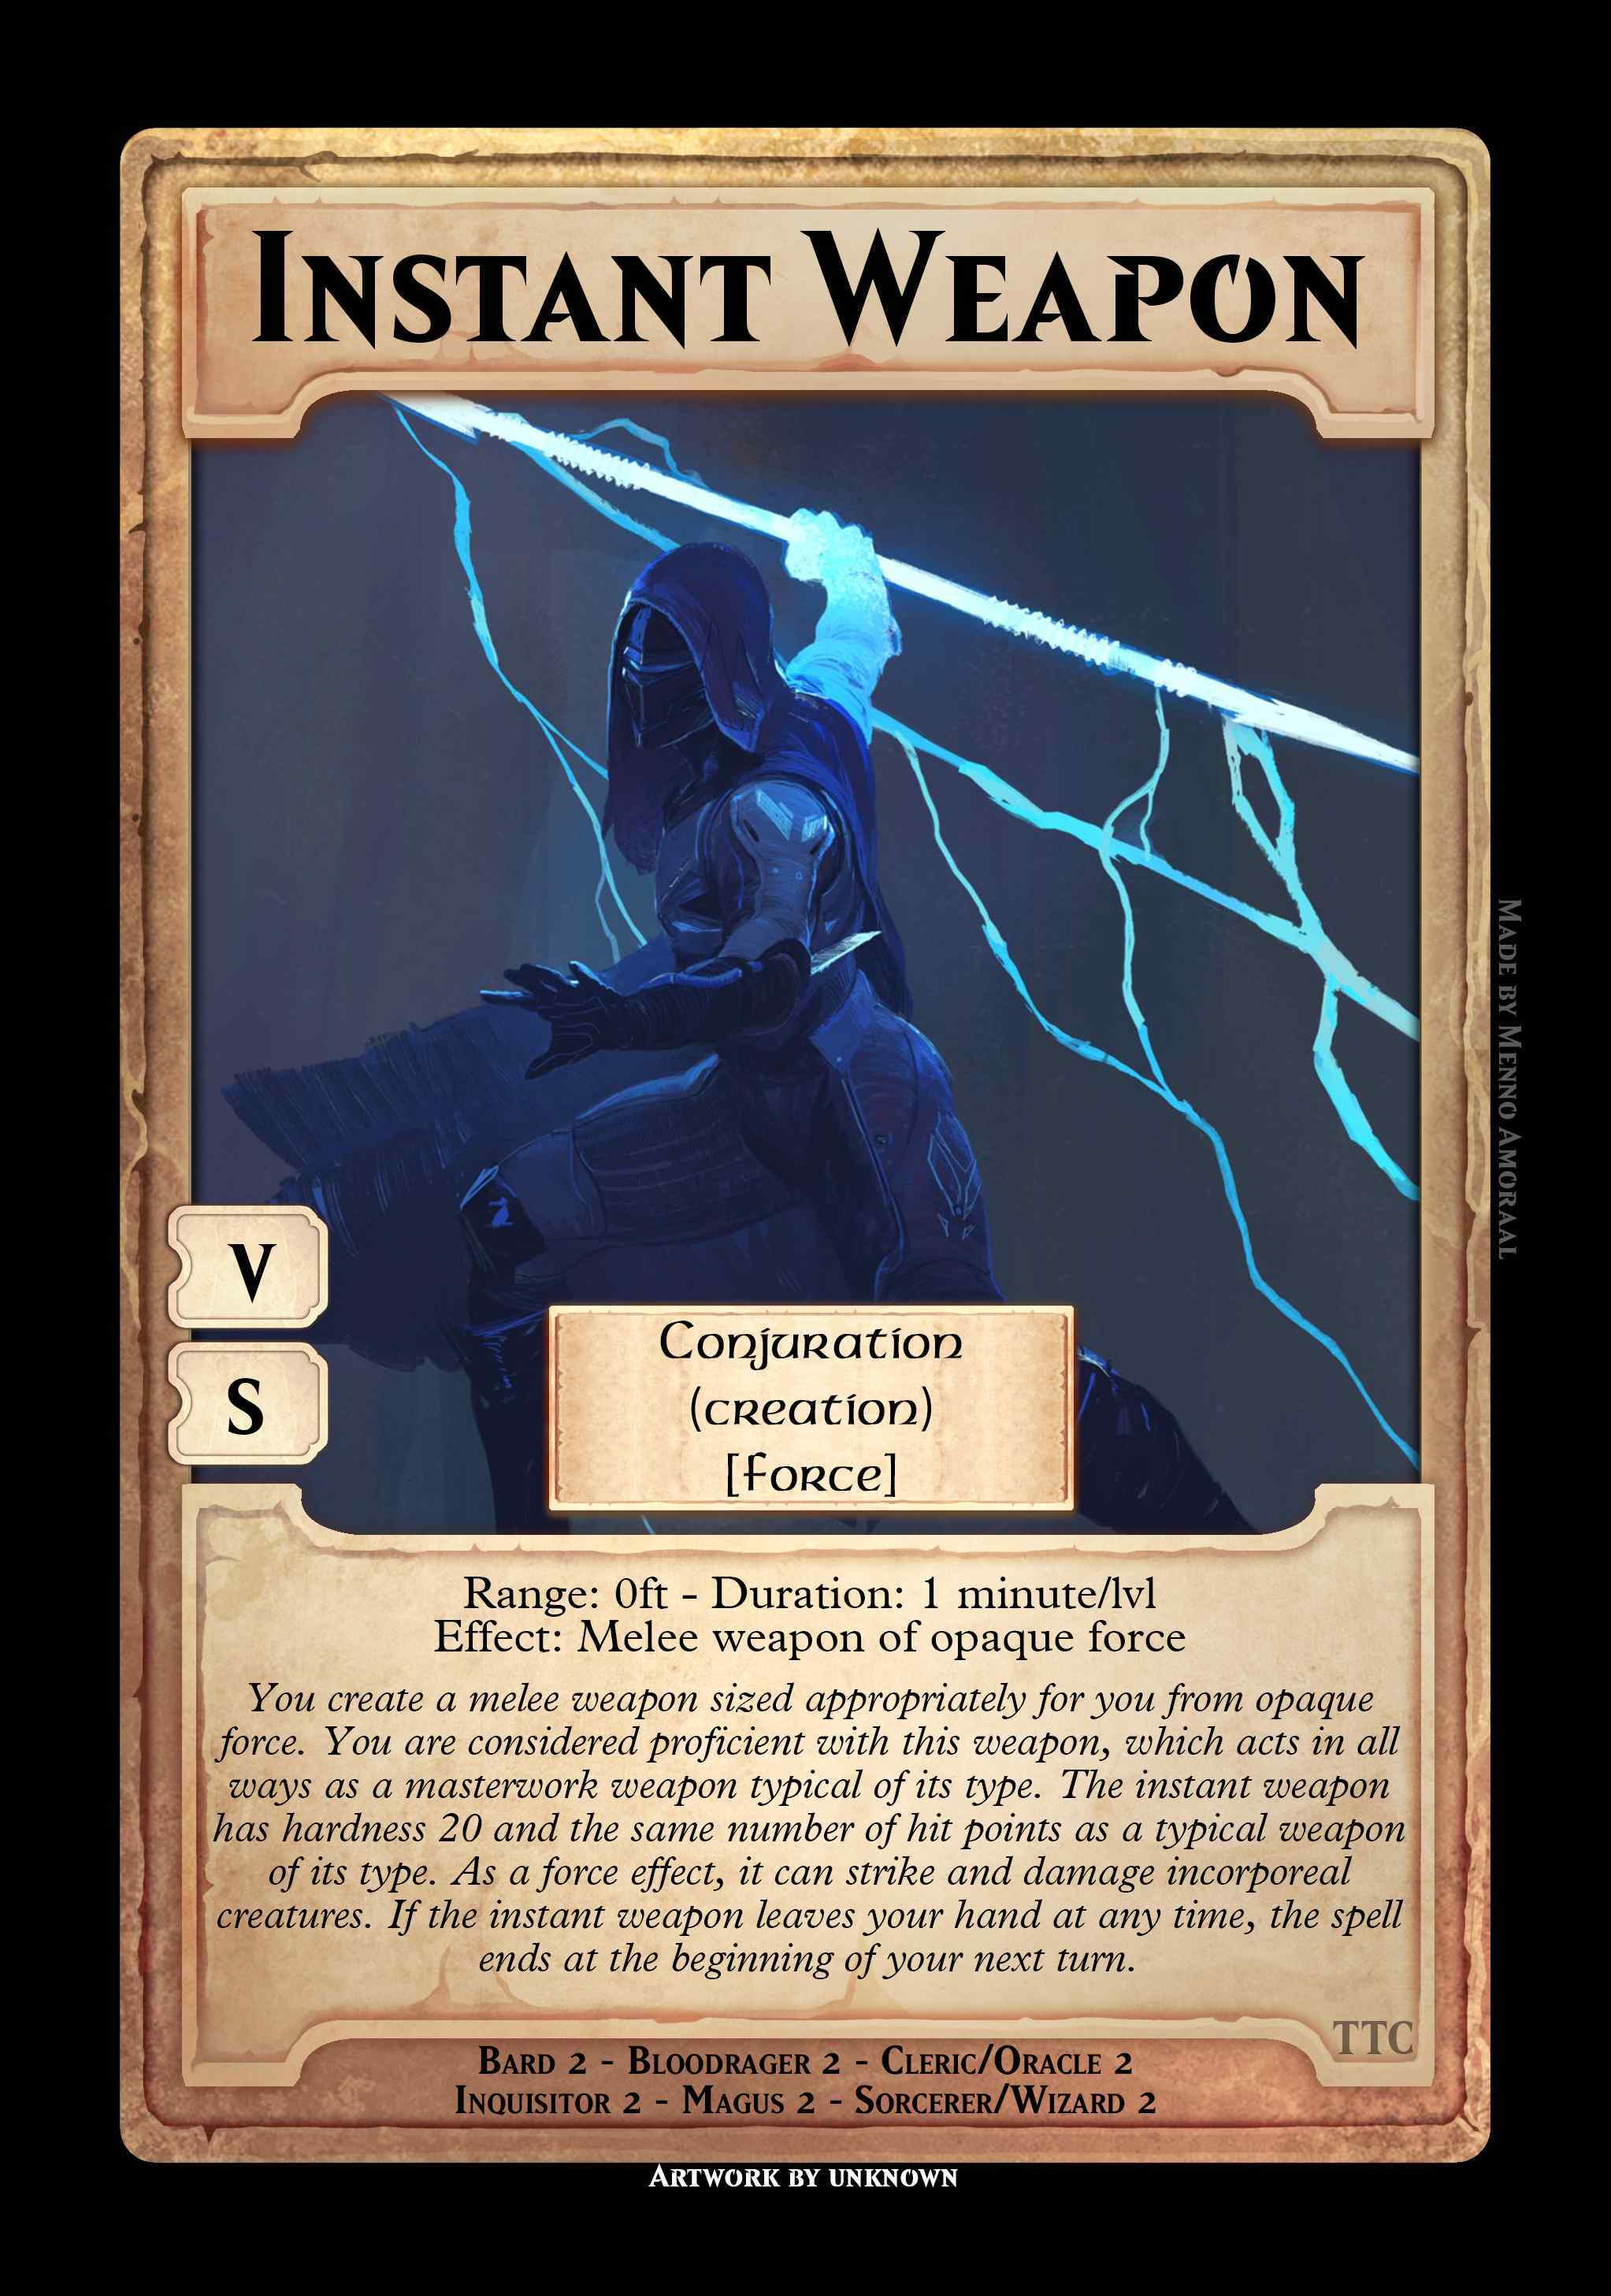 Instant Weapon
V
S
Conjuration
(creation)
[force]
Range: 0ft - Duration: 1 minute/lvl
Effect: Melee weapon of opaque force
You create a melee weapon sized appropriately for you from opaque
force. You are considered proficient with this weapon, which acts in all
ways as a masterwork weapon typical of its type. The instant weapon
has hardness 20 and the same number of hit points as a typical weapon
of its type. As a force effect, it can strike and damage incorporeal
creatures. If the instant weapon leaves your hand at any time, the spell
ends at the beginning of your next turn.
TTC
Bard 2 - Bloodrager 2 - Cleric/Oracle 2
Inquisitor 2 - Magus 2 - Sorcerer/Wizard 2
Artwork by unknown
Made by Menno Amoraal